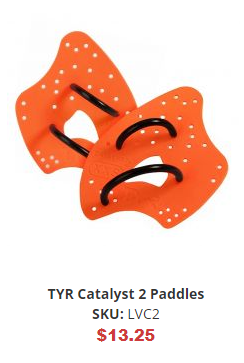 TYR Catalyst 2 Paddles
SKU: LVC2
$13.25